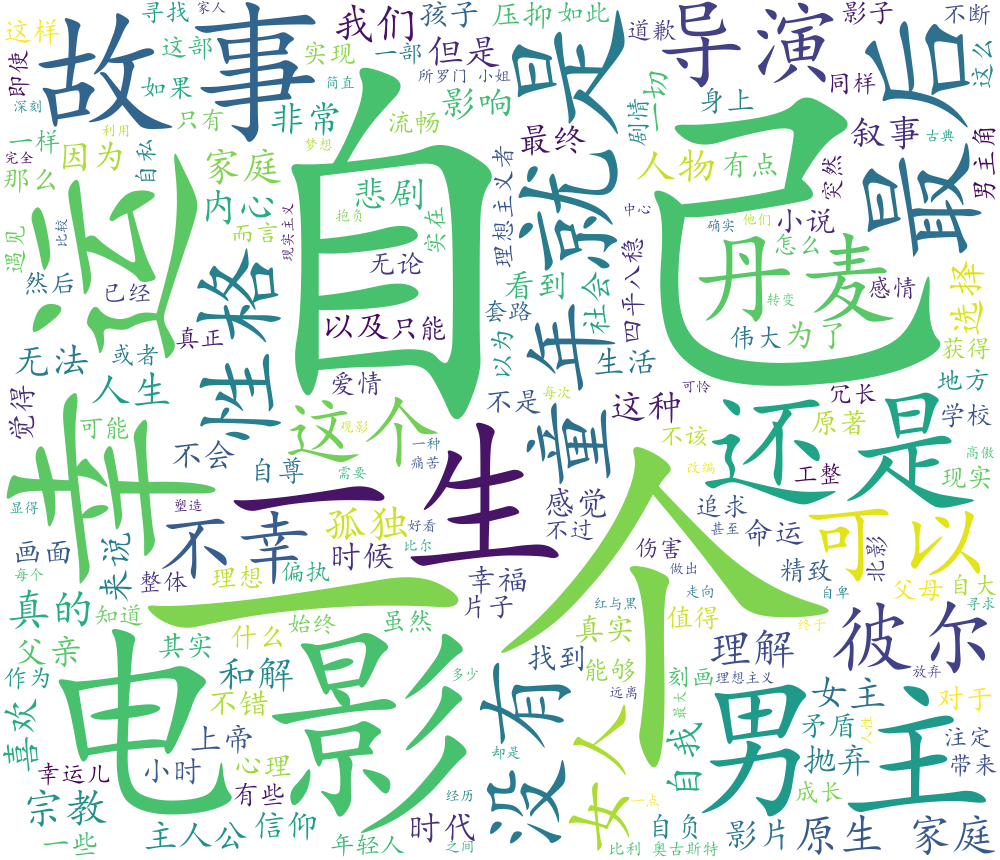 这样
寻找
家人
故事
我们
孩子
压抑
如此
道歉
导演
影子
不断
即使
深刻
这部
实现
一部
但是
是
最后
这么
如果
简直
所罗门
小姐
影响
剧情
一切
同样
一样
利用
只有
非常
流畅
身上
完全
梦想
最终
叙事
古典
那么
因为
自私
家庭
自己
人物
有点
突然
男主角
幸运
内心
悲剧
理想主义者
就是
中心
确实
他们
小说
遇见
比较
而言
现实主义
抱负
实在
四平八稳
怎么
然后
性格
无论
看到
社会
丹麦
感情
选择
已经
真正
以及
只能
套路
转变
伟大
为了
获得
无法
或者
以为
童年
生活
人生
爱情
不是
每次
可怜
冗长
地方
觉得
可能
这个
观影
这种
原著
学校
不会
一种
不该
还是
高傲
自尊
痛苦
感觉
改编
工整
现实
显得
塑造
需要
一生
不过
追求
不幸
孤独
好看
甚至
命运
可以
画面
来说
时候
比尔
伤害
北影
每个
整体
理想
偏执
幸福
做出
精致
父母
自大
真的
知道
一个
片子
红与黑
走向
自卑
寻求
什么
始终
虽然
真实
值得
终于
彼尔
父亲
其实
电影
没有
找到
能够
刻画
理解
放弃
作为
和解
多少
远离
理想主义
女主
对于
喜欢
不错
最大
男主
矛盾
人性
注定
上帝
却是
女人
自我
抛弃
带来
幸运儿
小时
心理
宗教
有些
经历
一点
成长
一些
主人公
信仰
年轻人
时代
之间
比利
奥古斯特
自负
影片
原生
家庭